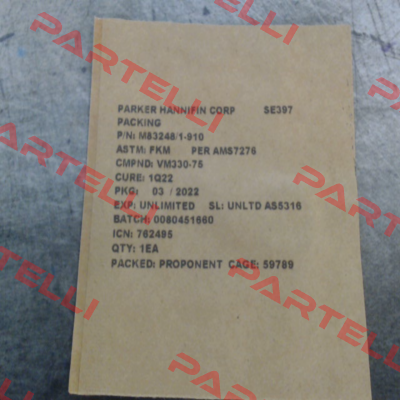 PARKER HANNIFIN CORP SE397
PACKING
P/N: M83248/1-910
ASTM: FKM PER AMS7276
CMPND: VM330-75
CURE: 1Q22
PKG: 03 / 2022
EXP: UNLIMITED SL: UNLTD AS5316
BATCH: 0080451660
ICN: 762495
QTY: 1EA
PACKED: PROPONENT CAGE: 59789
PARTELLI
PARTELLI
PARTELLI
PARTELLI